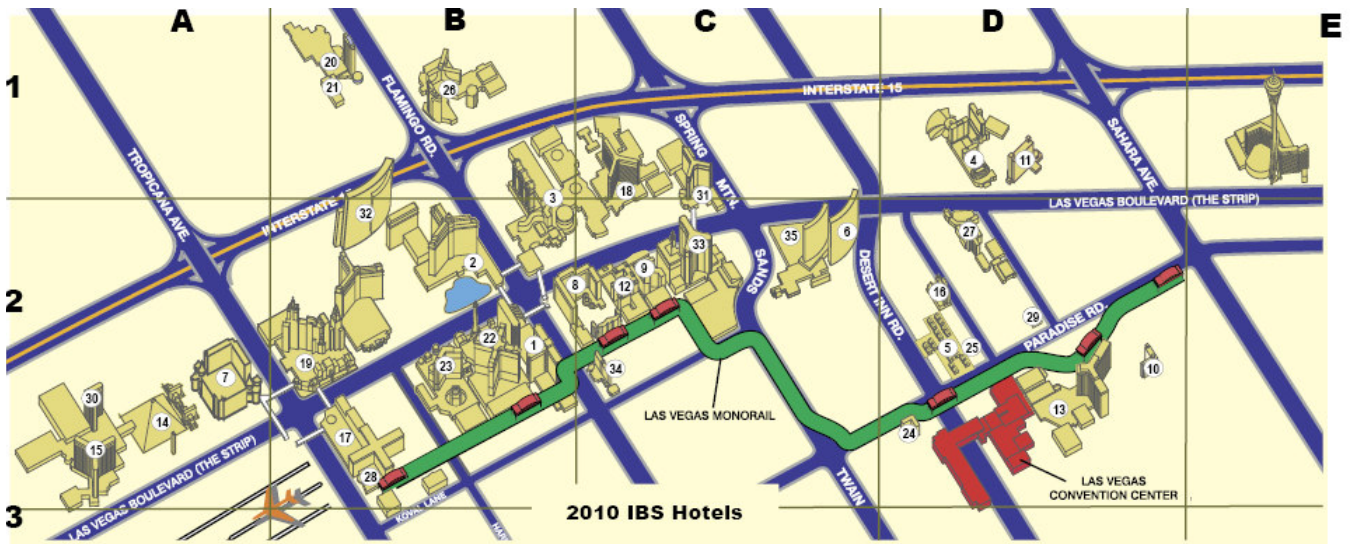 A B C D E
1
20
21
26
FLAMINGO RD.
INTERSTATE 15
SPRING
MTN.
4
11
SAHARA AVE.
TROPICANA AVE.
3
18
31
32
INTERSTATE 15
LAS VEGAS BOULEVARD (THE STRIP)
2
35
6
27
33
9
8
12
SANDS
DESERT INN RD.
16
2
29
PARADISE RD.
22
1
23
34
5
25
19
7
10
30
14
15
17
28
LAS VEGAS MONORAIL
13
24
LAS VEGAS BOULEVARD (THE STRIP)
TWAIN
LAS VEGAS
CONVENTION CENTER
3
KOVAL LANE
2010 IBS Hotels